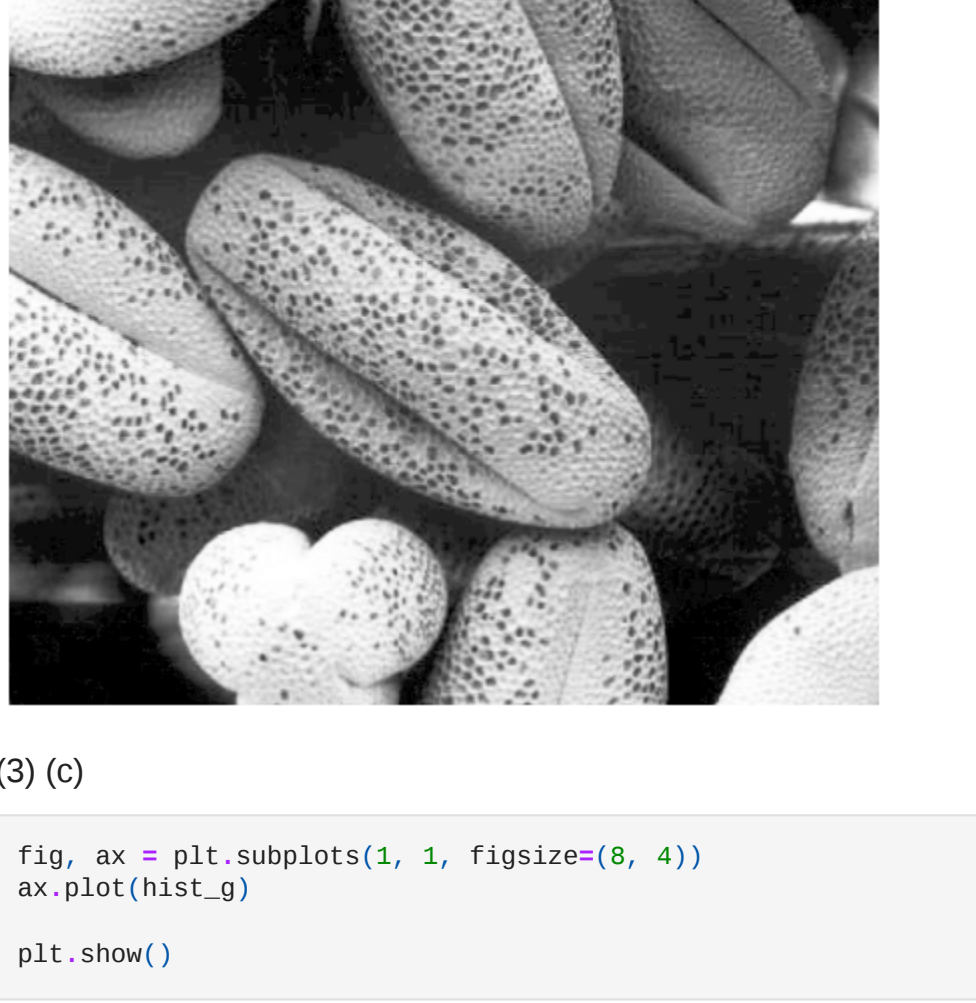 (3) (c)
fig, ax = plt.subplots(1, 1, figsize=(8, 4))
ax.plot(hist_g)
plt.show()